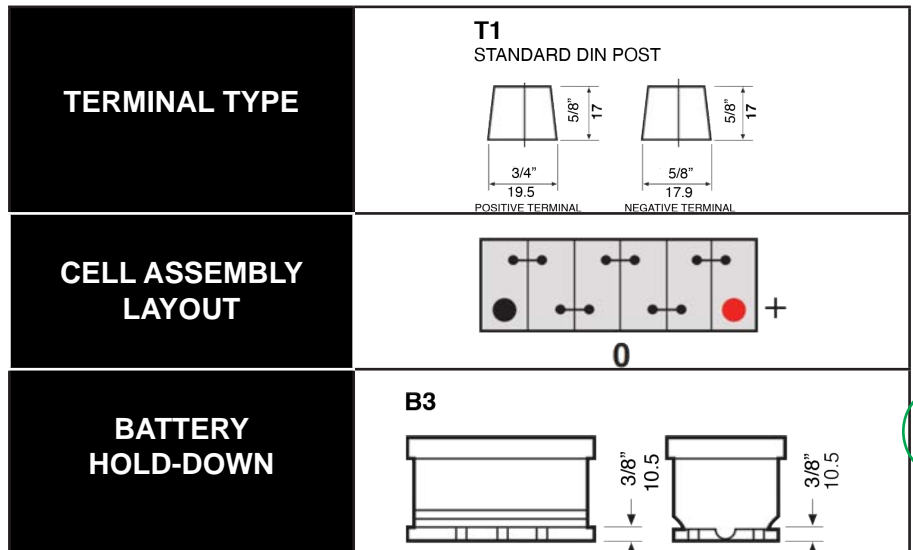 TERMINAL TYPE
T1
STANDARD DIN POST
5/8"
17
5/8"
17
3/4"
19.5
5/8"
17.9
POSITIVE TERMINAL
NEGATIVE TERMINAL
CELL ASSEMBLY
LAYOUT
+
0
BATTERY
HOLD-DOWN
B3
3/8"
10.5
3/8"
10.5